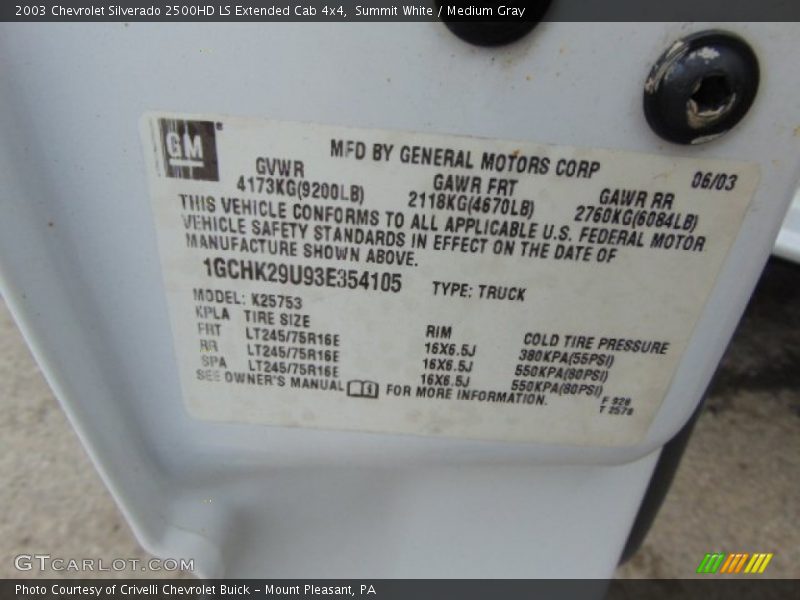 2003 Chevrolet Silverado 2500HD LS Extended Cab 4x4, Summit White / Medium Gray
GM
MFD BY GENERAL MOTORS CORP 06/03
GVWR GAWR FRT GAWR RR
4173KG(9200LB) 2118KG(4670LB) 2760KG(6084LB)
THIS VEHICLE CONFORMS TO ALL APPLICABLE U.S. FEDERAL MOTOR
VEHICLE SAFETY STANDARDS IN EFFECT ON THE DATE OF
MANUFACTURE SHOWN ABOVE.
1GCHK29U93E354105 TYPE: TRUCK
MODEL: K25753
KPLA TIRE SIZE RIM COLD TIRE PRESSURE
FRT LT245/75R16E 16X6.5J 380KPA(55PSI)
RR LT245/75R16E 16X6.5J 550KPA(80PSI)
SPA LT245/75R16E 16X6.5J 550KPA(80PSI)
SEE OWNER'S MANUAL FOR MORE INFORMATION.
F 928
T 2578
GTCARLOT.COM
Photo Courtesy of Crivelli Chevrolet Buick - Mount Pleasant, PA